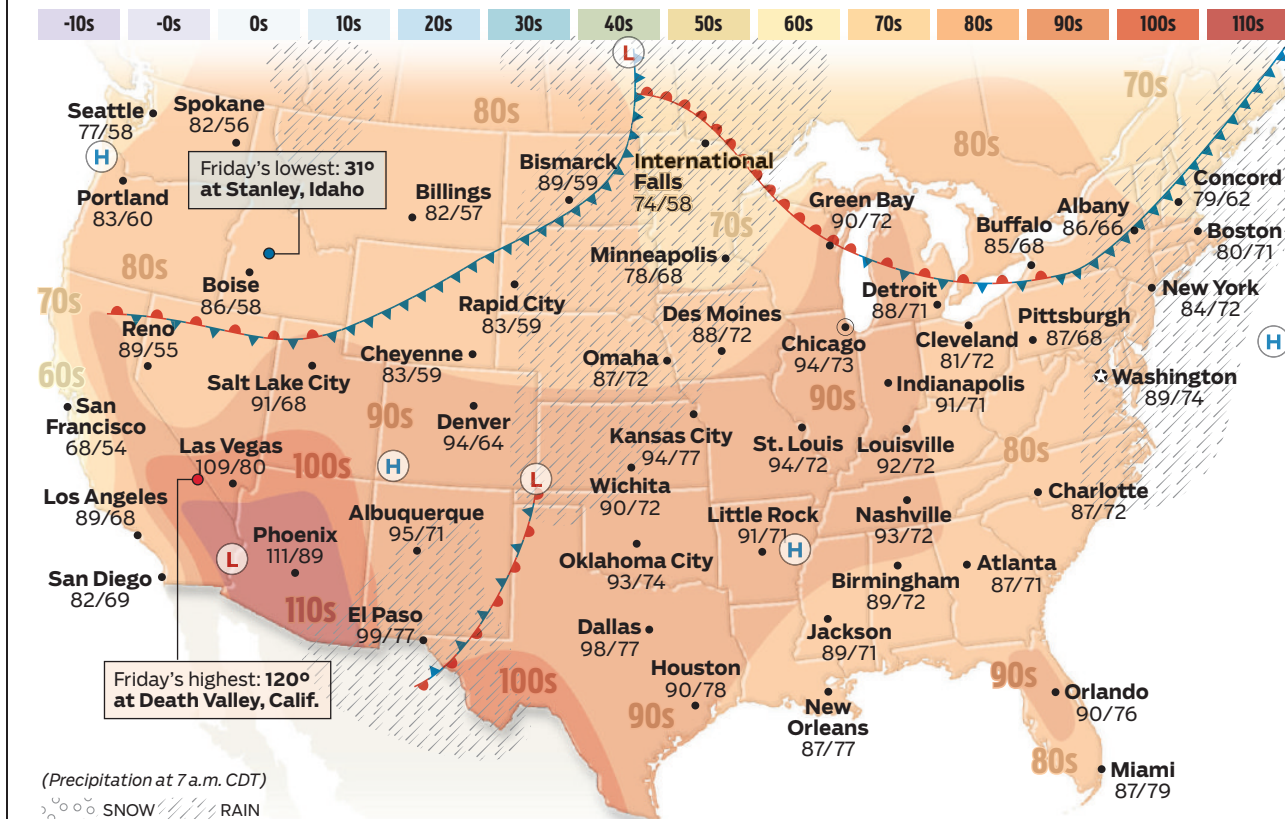 -10s -0s 0s 10s 20s 30s 40s 50s 60s 70s 80s 90s 100s 110s
L
80s
70s
80s
Seattle
77/58
Spokane
82/56
H
Friday's lowest: 31º
at Stanley, Idaho
Portland
83/60
Billings
82/57
Bismarck
89/59
International
Falls
74/58
70s
Green Bay
90/72
Buffalo
85/68
Albany
86/66
Concord
79/62
Boston
80/71
80s
Boise
86/58
Minneapolis
78/68
70s
Reno
89/55
Rapid City
83/59
Des Moines
88/72
Detroit
88/71
New York
84/72
Pittsburgh
87/68
H
60s
Salt Lake City
91/68
Cheyenne
83/59
Omaha
87/72
Chicago
94/73
Cleveland
81/72
Washington
89/74
San
Francisco
68/54
90s
Denver
94/64
90s
Indianapolis
91/71
Las Vegas
109/80
100s
H
Kansas City
94/77
St. Louis
94/72
Louisville
92/72
80s
L
Wichita
90/72
Los Angeles
89/68
Albuquerque
95/71
Little Rock
91/71
H
Nashville
93/72
Charlotte
87/72
Phoenix
111/89
L
Oklahoma City
93/74
Birmingham
89/72
Atlanta
87/71
San Diego
82/69
110s
El Paso
99/77
Dallas
98/77
Jackson
89/71
Friday's highest: 120º
at Death Valley, Calif.
100s
Houston
90/78
90s
New
Orleans
87/77
90s
Orlando
90/76
80s
Miami
87/79
(Precipitation at 7 a.m. CDT)
SNOW RAIN